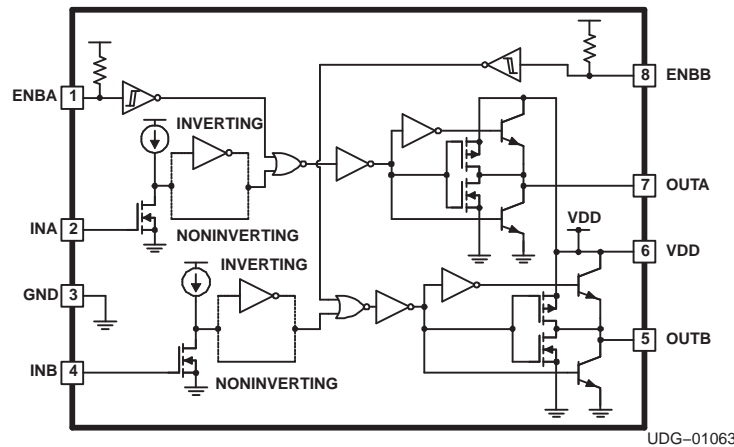 ENBA 1
8 ENBB
INVERTING
INA 2
NONINVERTING
7 OUTA
VDD
6 VDD
INVERTING
GND 3
5 OUTB
INB 4
NONINVERTING
UDG–01063